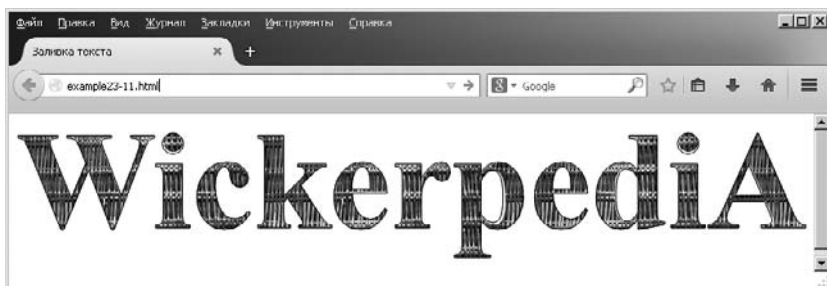 Файл Правка Вид Журнал Закладки Инструменты Справка
Заливка текста
example23-11.html
Google
WickerpediA